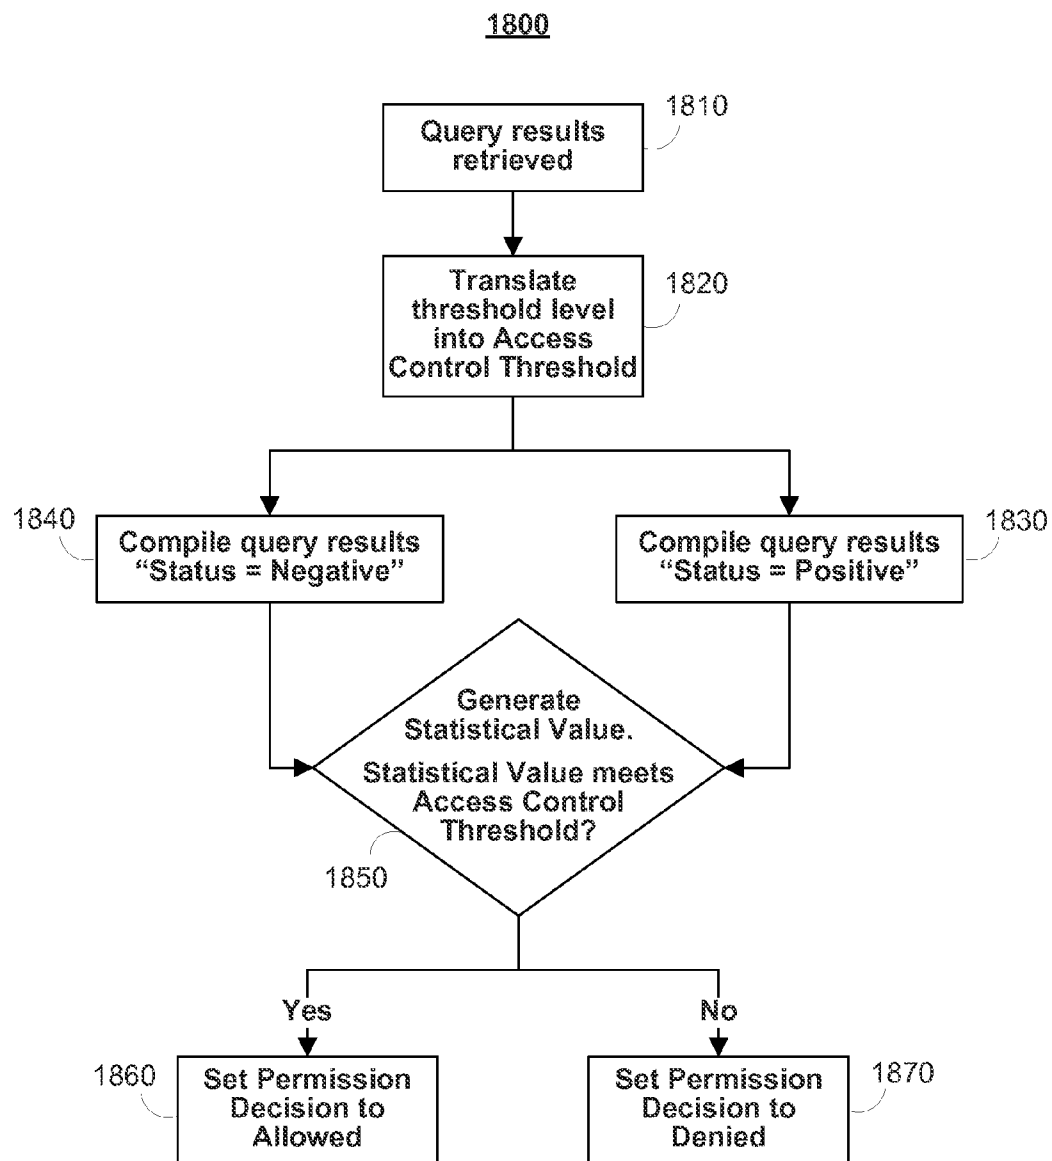 1800
1810
Query results
retrieved
1820
Translate
threshold level
into Access
Control Threshold
1840
Compile query results
“Status = Negative”
1830
Compile query results
“Status = Positive”
Generate
Statistical Value.
Statistical Value meets
Access Control
Threshold?
1850
Yes
No
1860
Set Permission
Decision to
Allowed
1870
Set Permission
Decision to
Denied